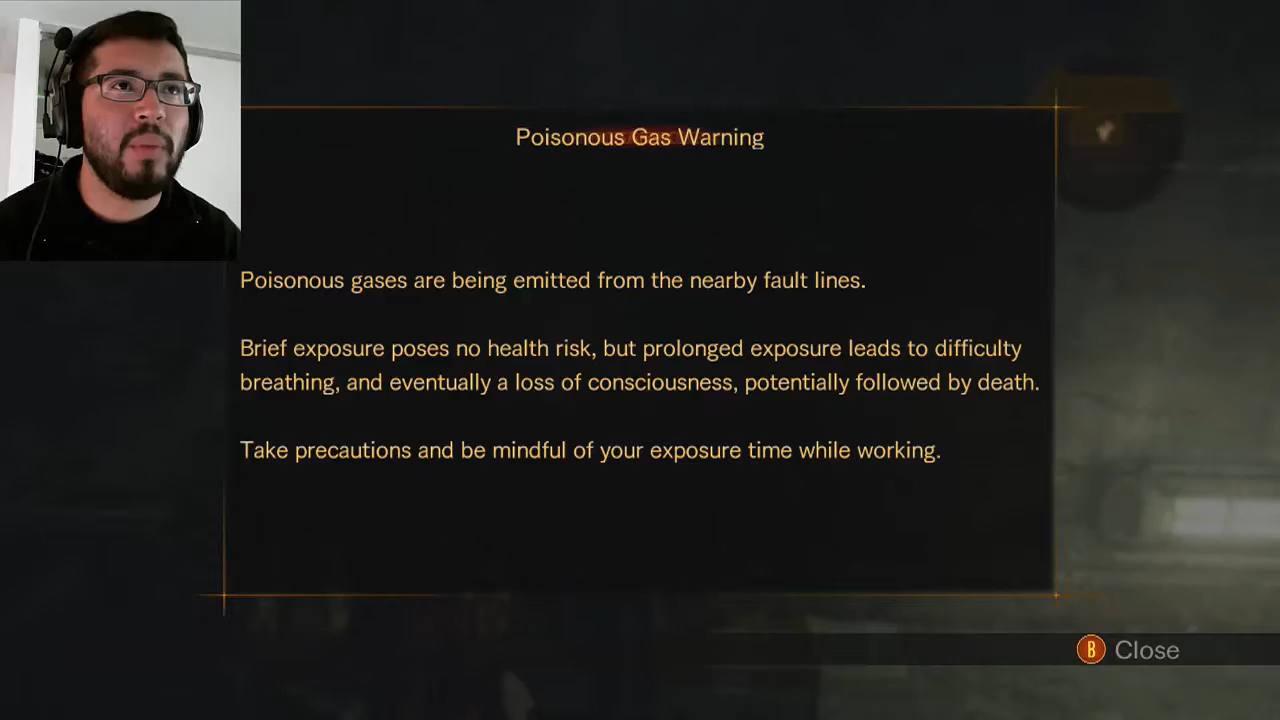 Poisonous Gas Warning
Poisonous gases are being emitted from the nearby fault lines.
Brief exposure poses no health risk, but prolonged exposure leads to difficulty
breathing, and eventually a loss of consciousness, potentially followed by death.
Take precautions and be mindful of your exposure time while working.
B Close